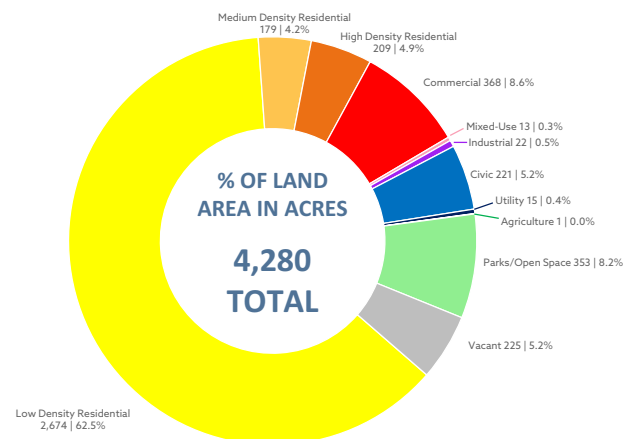 Medium Density Residential
179 | 4.2%
High Density Residential
209 | 4.9%
Commercial 368 | 8.6%
Mixed-Use 13 | 0.3%
Industrial 22 | 0.5%
Civic 221 | 5.2%
Utility 15 | 0.4%
Agriculture 1 | 0.0%
Parks/Open Space 353 | 8.2%
Vacant 225 | 5.2%
Low Density Residential
2,674 | 62.5%
% OF LAND
AREA IN ACRES
4,280
TOTAL